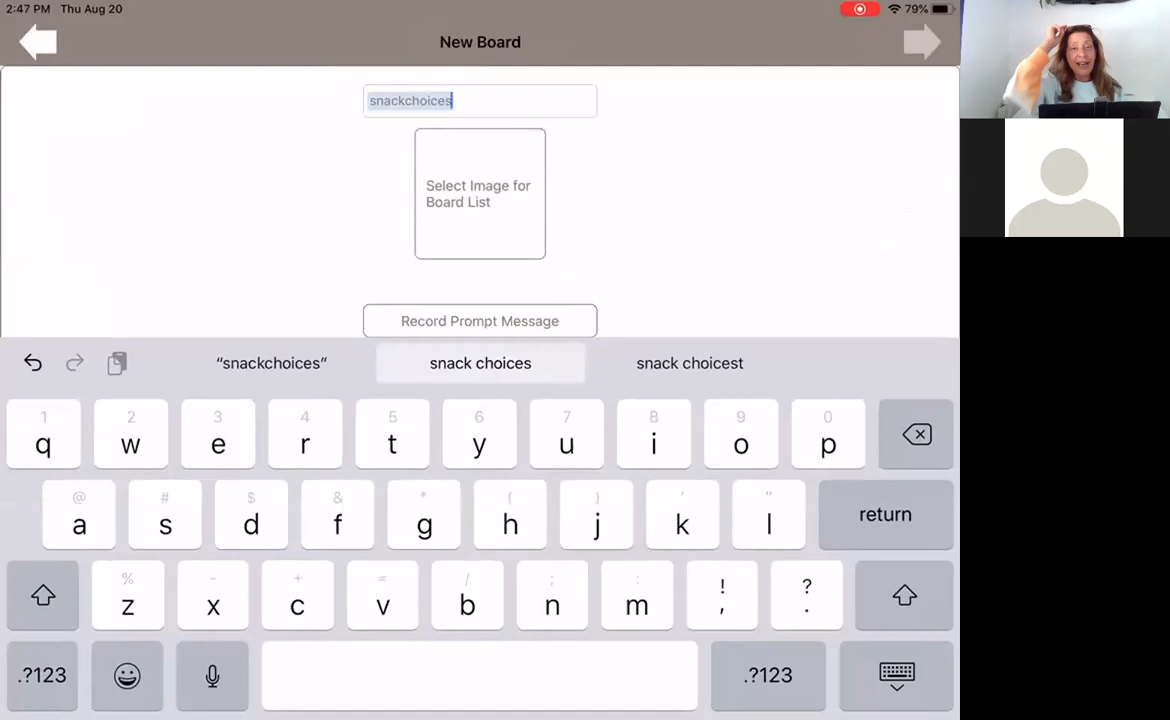 2:47 PM Thu Aug 20
79%
New Board
snackchoices
Select Image for
Board List
Record Prompt Message
“snackchoices”
snack choices
snack choicest
1 2 3 4 5 6 7 8 9 0
q w e r t y u i o p
@ # $ & * ( ) ' "
a s d f g h j k l
return
% - + = / ; : ! ?
z x c v b n m , .
.?123
.?123